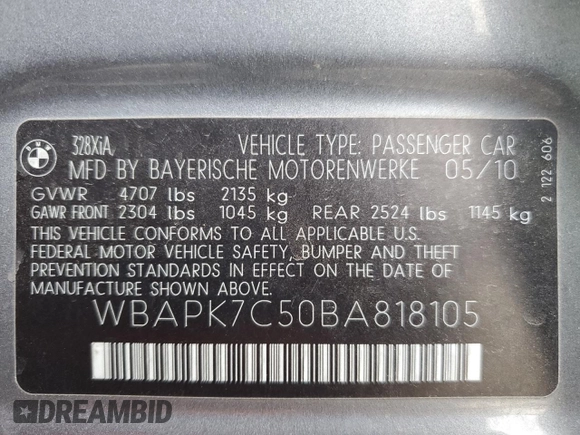 BMW
328XiA
VEHICLE TYPE: PASSENGER CAR
MFD BY BAYERISCHE MOTORENWERKE 05/10
GVWR 4707 lbs 2135 kg
GAWR FRONT 2304 lbs 1045 kg REAR 2524 lbs 1145 kg
THIS VEHICLE CONFORMS TO ALL APPLICABLE U.S.
FEDERAL MOTOR VEHICLE SAFETY, BUMPER AND THEFT
PREVENTION STANDARDS IN EFFECT ON THE DATE OF
MANUFACTURE SHOWN ABOVE.
WBAPK7C50BA818105
2 122 606
DREAMBID